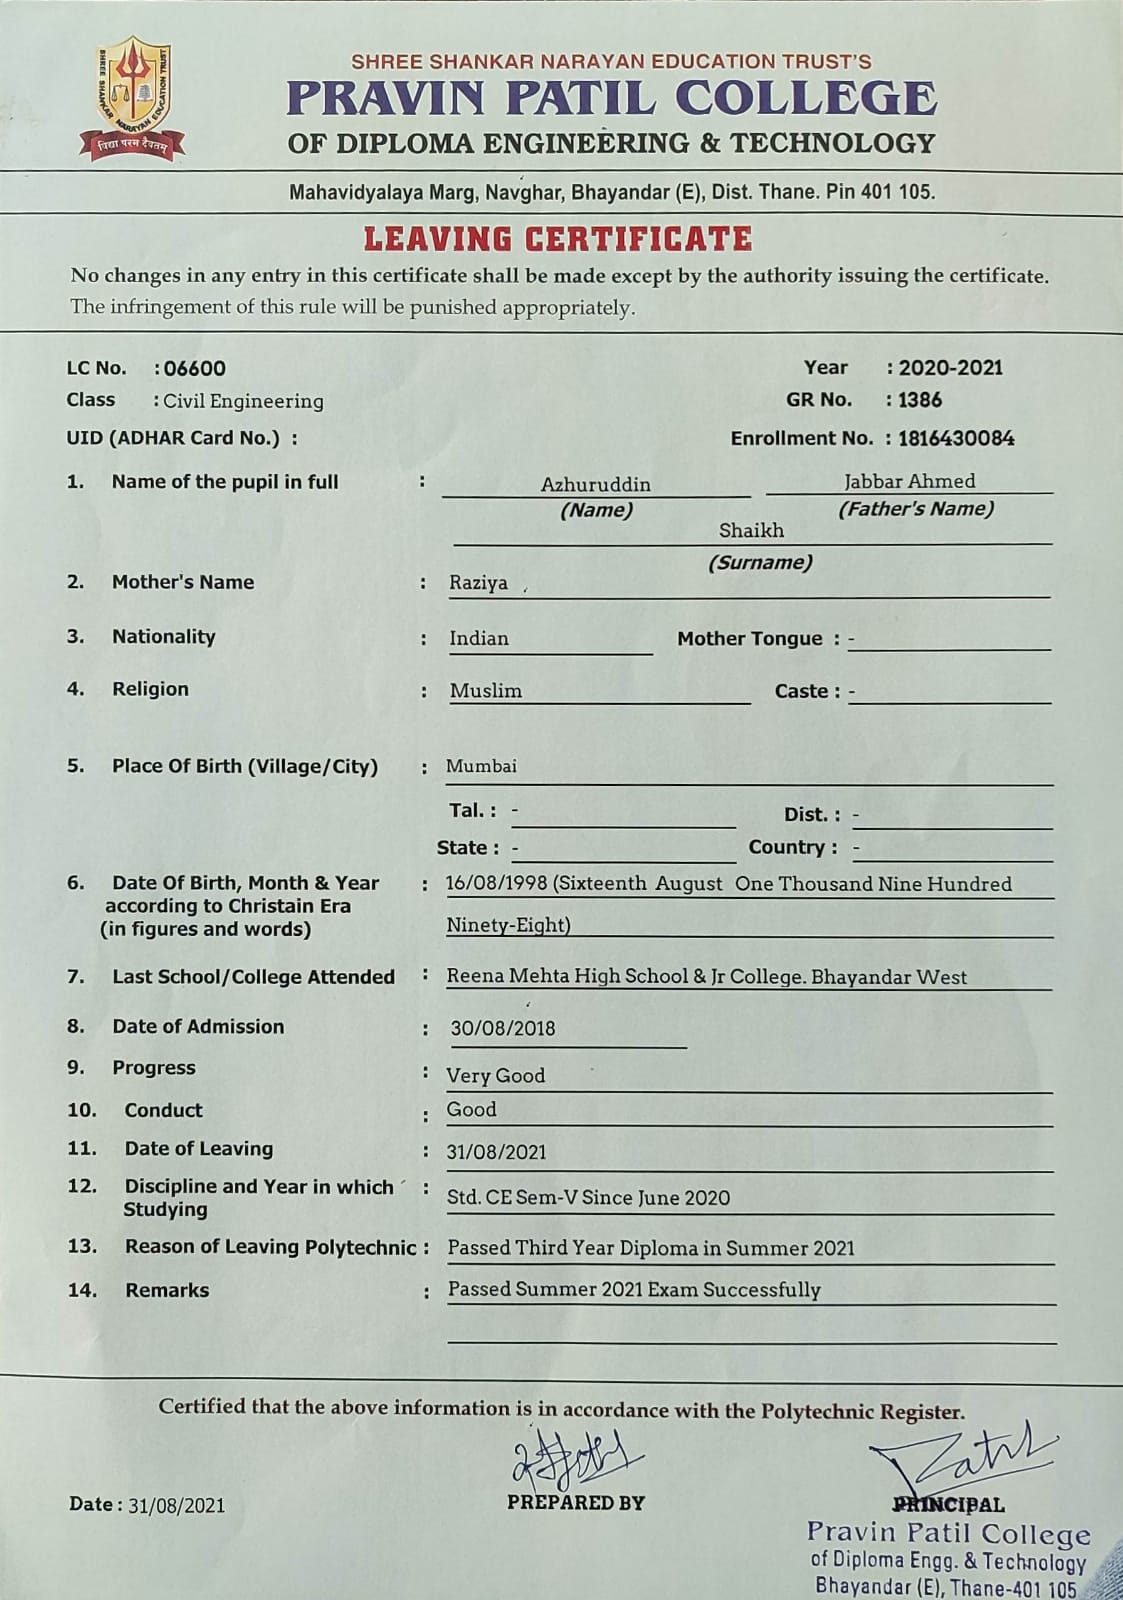 SHREE SHANKAR NARAYAN EDUCATION TRUST
विद्या परम दैवतम्
SHREE SHANKAR NARAYAN EDUCATION TRUST'S
PRAVIN PATIL COLLEGE
OF DIPLOMA ENGINEERING & TECHNOLOGY
Mahavidyalaya Marg, Navghar, Bhayandar (E), Dist. Thane. Pin 401 105.
LEAVING CERTIFICATE
No changes in any entry in this certificate shall be made except by the authority issuing the certificate.
The infringement of this rule will be punished appropriately.
LC No. : 06600 Year : 2020-2021
Class : Civil Engineering GR No. : 1386
UID (ADHAR Card No.) : Enrollment No. : 1816430084
1. Name of the pupil in full : Azhuruddin Jabbar Ahmed
(Name) (Father's Name)
Shaikh
(Surname)
2. Mother's Name : Raziya
3. Nationality : Indian Mother Tongue : -
4. Religion : Muslim Caste : -
5. Place Of Birth (Village/City) : Mumbai
Tal. : - Dist. : -
State : - Country : -
6. Date Of Birth, Month & Year : 16/08/1998 (Sixteenth August One Thousand Nine Hundred
according to Christain Era
(in figures and words) Ninety-Eight)
7. Last School/College Attended : Reena Mehta High School & Jr College. Bhayandar West
8. Date of Admission : 30/08/2018
9. Progress : Very Good
10. Conduct : Good
11. Date of Leaving : 31/08/2021
12. Discipline and Year in which : Std. CE Sem-V Since June 2020
Studying
13. Reason of Leaving Polytechnic : Passed Third Year Diploma in Summer 2021
14. Remarks : Passed Summer 2021 Exam Successfully
Certified that the above information is in accordance with the Polytechnic Register.
Patil
Date : 31/08/2021 PREPARED BY PRINCIPAL
Pravin Patil College
of Diploma Engg. & Technology
Bhayandar (E), Thane-401 105